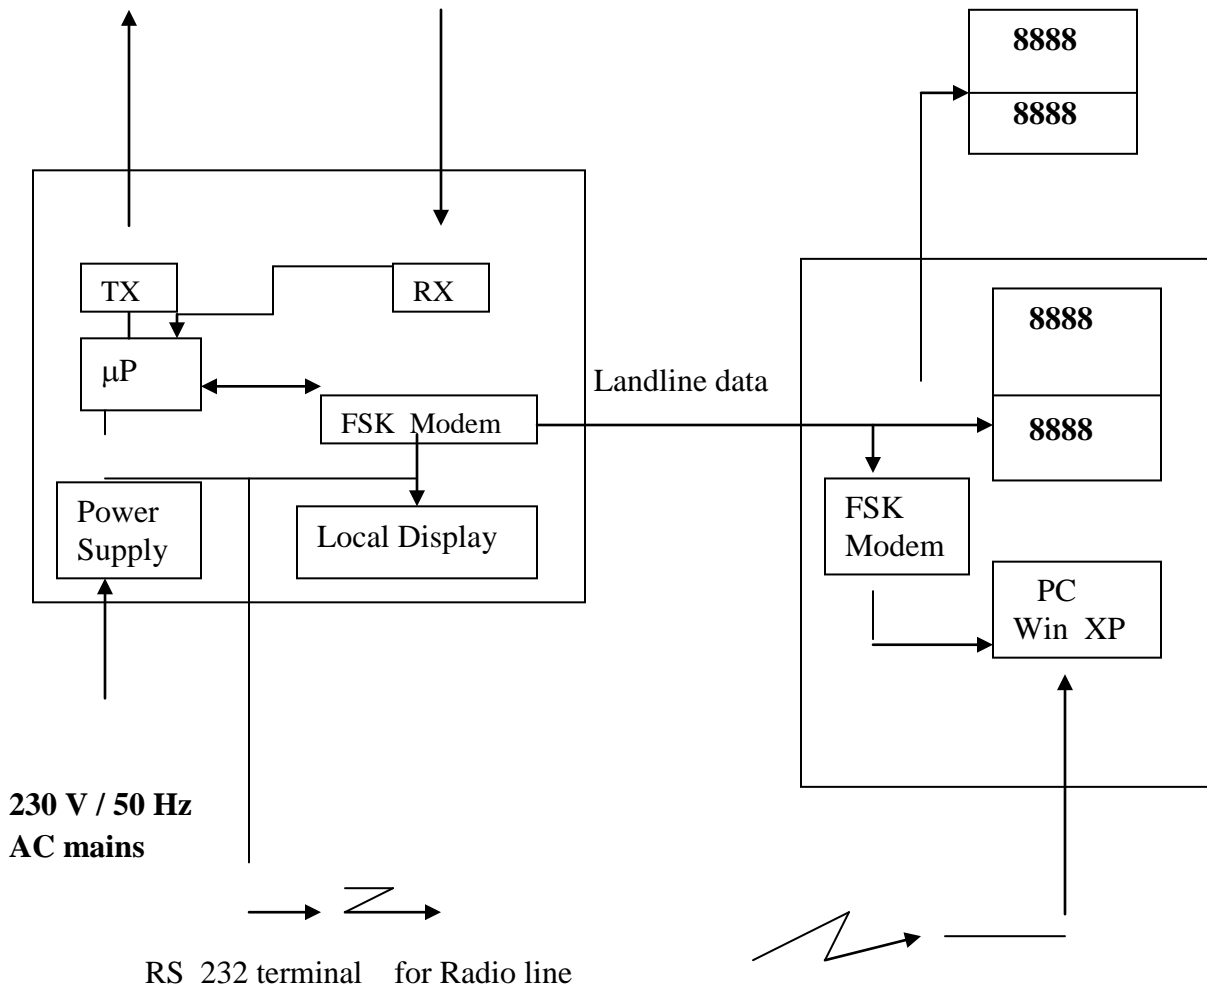 8888
8888
TX
RX
8888
μP
Landline data
FSK Modem
8888
Power
Supply
Local Display
FSK
Modem
PC
Win XP
230 V / 50 Hz
AC mains
RS 232 terminal for Radio line